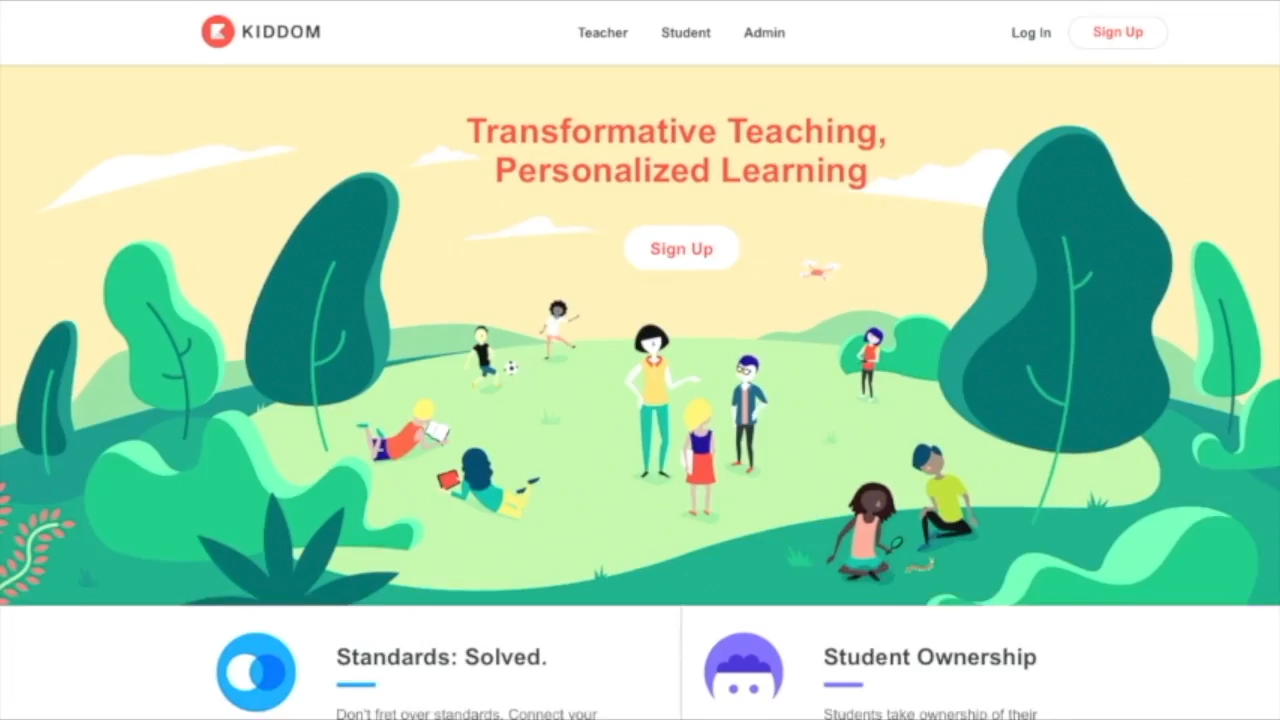 KIDDOM
Teacher Student Admin
Log In Sign Up
Transformative Teaching,
Personalized Learning
Sign Up
Standards: Solved.
Don't fret over standards. Connect your
Student Ownership
Students take ownership of their